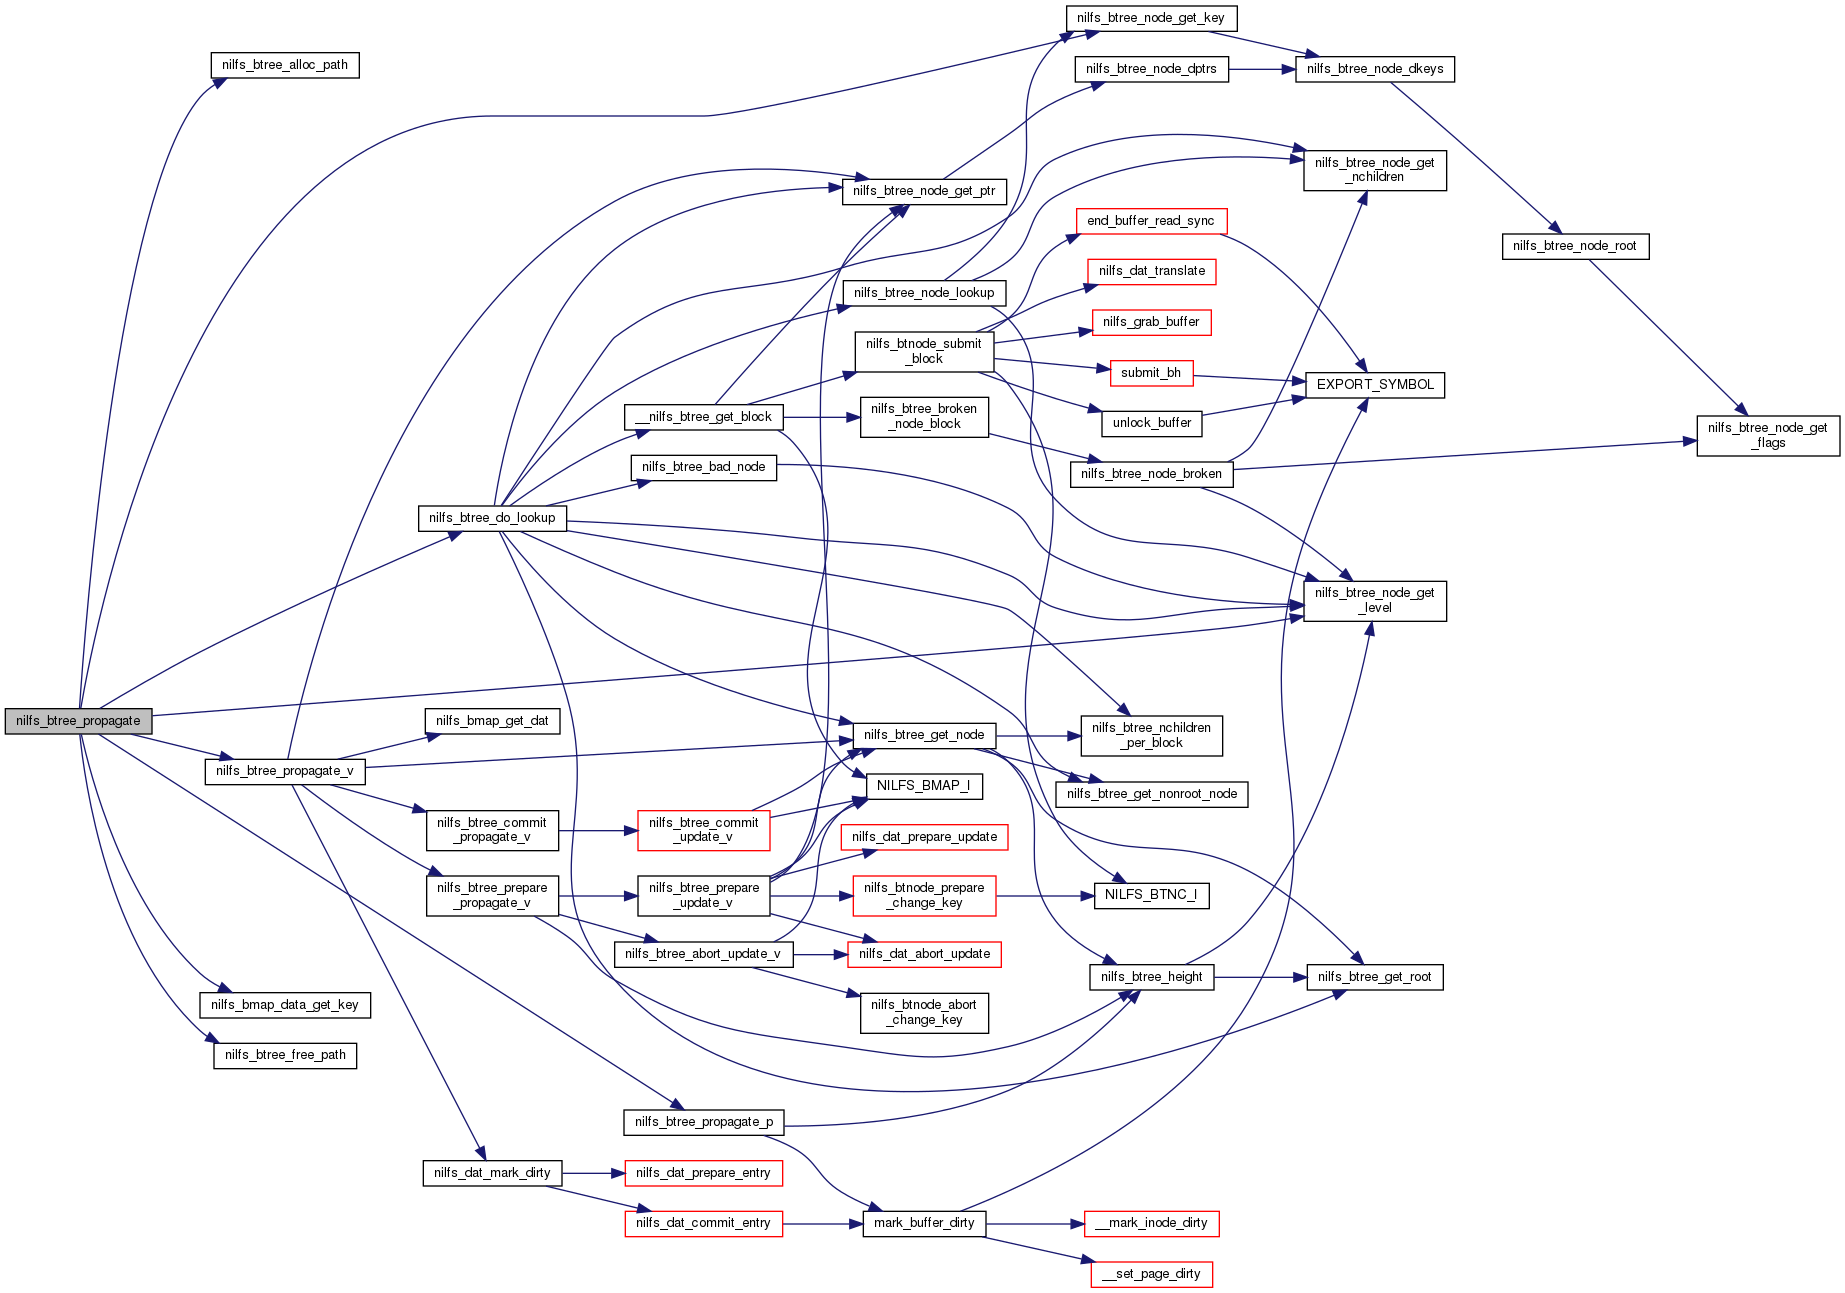 nilfs_btree_node_get_key
nilfs_btree_alloc_path
nilfs_btree_node_dptrs
nilfs_btree_node_dkeys
nilfs_btree_node_get
_nchildren
nilfs_btree_node_get_ptr
end_buffer_read_sync
nilfs_btree_node_root
nilfs_dat_translate
nilfs_btree_node_lookup
nilfs_grab_buffer
nilfs_btnode_submit
_block
submit_bh
EXPORT_SYMBOL
__nilfs_btree_get_block
nilfs_btree_broken
_node_block
unlock_buffer
nilfs_btree_node_get
_flags
nilfs_btree_bad_node
nilfs_btree_node_broken
nilfs_btree_do_lookup
nilfs_btree_node_get
_level
nilfs_btree_propagate
nilfs_bmap_get_dat
nilfs_btree_get_node
nilfs_btree_nchildren
_per_block
nilfs_btree_propagate_v
NILFS_BMAP_I
nilfs_btree_get_nonroot_node
nilfs_btree_commit
_propagate_v
nilfs_btree_commit
_update_v
nilfs_dat_prepare_update
nilfs_btree_prepare
_propagate_v
nilfs_btree_prepare
_update_v
nilfs_btnode_prepare
_change_key
NILFS_BTNC_I
nilfs_btree_abort_update_v
nilfs_dat_abort_update
nilfs_btree_height
nilfs_btree_get_root
nilfs_bmap_data_get_key
nilfs_btnode_abort
_change_key
nilfs_btree_free_path
nilfs_btree_propagate_p
nilfs_dat_mark_dirty
nilfs_dat_prepare_entry
nilfs_dat_commit_entry
mark_buffer_dirty
__mark_inode_dirty
__set_page_dirty